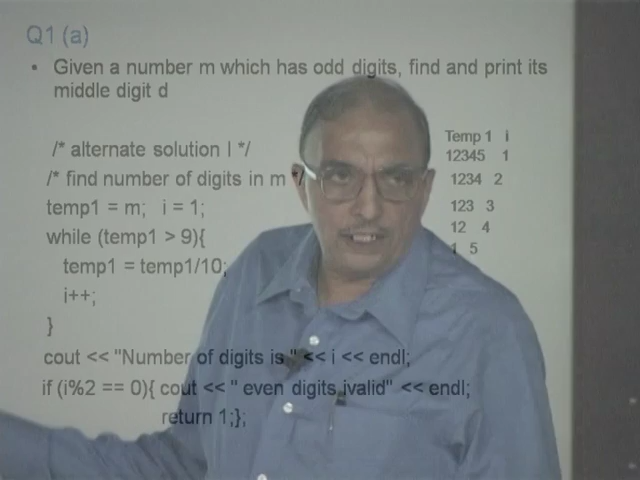 Q1 (a)
• Given a number m which has odd digits, find and print its
middle digit d
/* alternate solution I */
/* find number of digits in m */
temp1 = m; i = 1;
while (temp1 > 9){
temp1 = temp1/10;
i++;
}
cout << "Number of digits is " << i << endl;
if (i%2 == 0){ cout << " even digits,ivalid" << endl;
return 1;};
Temp 1 i
12345 1
1234 2
123 3
12 4
1 5